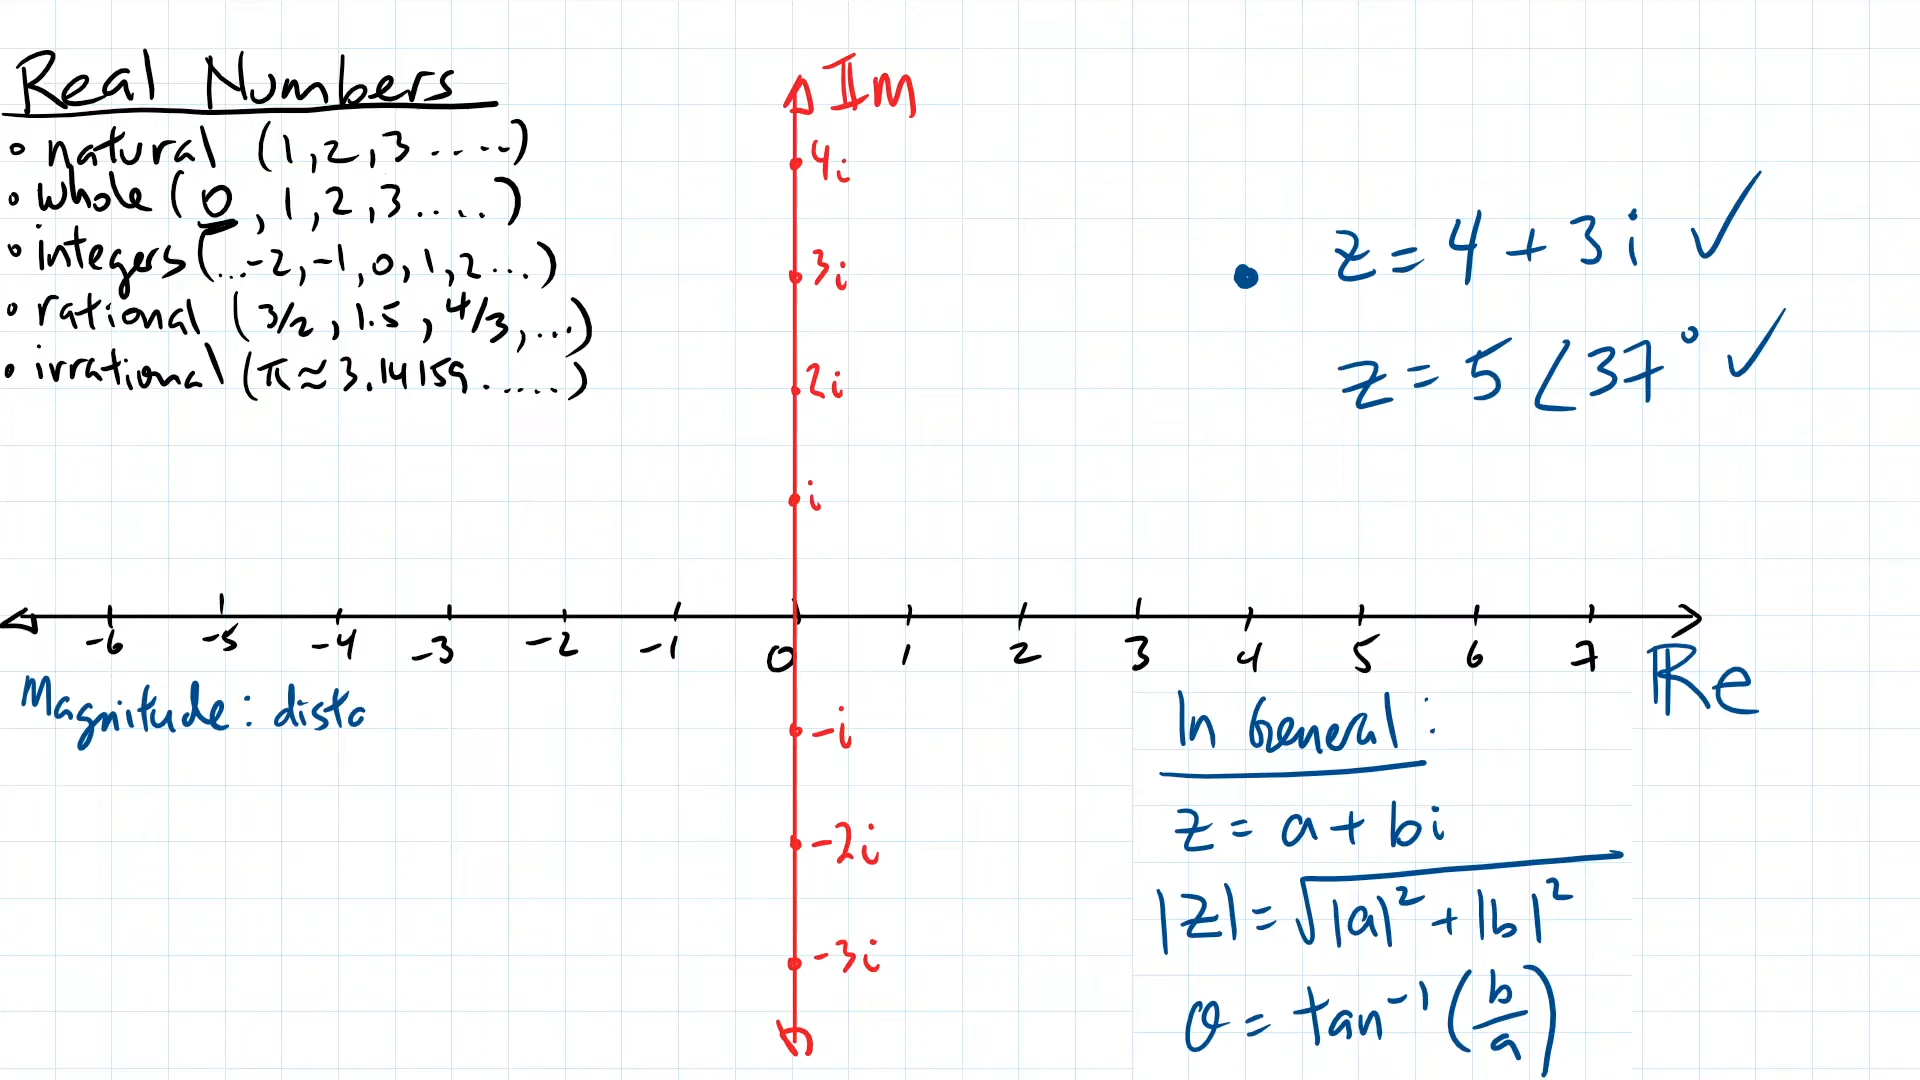 Real Numbers
• natural (1,2,3.....)
• whole (0,1,2,3.....)
• integers (...-2,-1,0,1,2...)
• rational (3/2, 1.5, 4/3,...)
• irrational (π≈3.14159......)
Im
4i
3i
2i
i
z = 4 + 3i ✓
z = 5 ∠37° ✓
-6 -5 -4 -3 -2 -1 0 1 2 3 4 5 6 7
Re
Magnitude: dista
-i
-2i
-3i
In General:
z = a + bi
|z| = √|a|² + |b|²
θ = tan⁻¹(b/a)